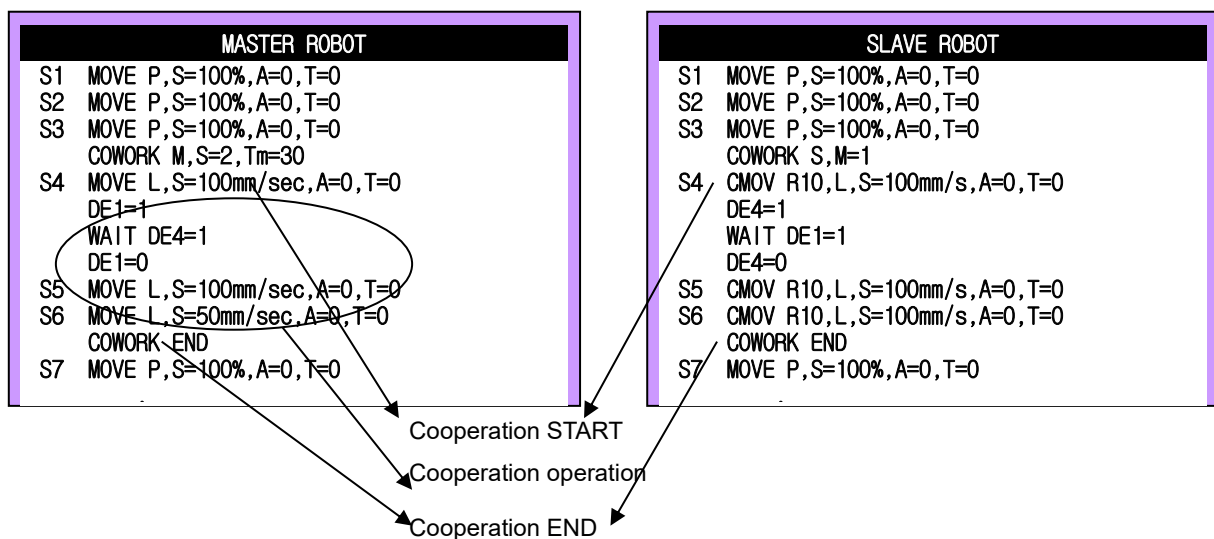 MASTER ROBOT
S1 MOVE P,S=100%,A=0,T=0
S2 MOVE P,S=100%,A=0,T=0
S3 MOVE P,S=100%,A=0,T=0
COWORK M,S=2,Tm=30
S4 MOVE L,S=100mm/sec,A=0,T=0
DE1=1
WAIT DE4=1
DE1=0
S5 MOVE L,S=100mm/sec,A=0,T=0
S6 MOVE L,S=50mm/sec,A=0,T=0
COWORK END
S7 MOVE P,S=100%,A=0,T=0
SLAVE ROBOT
S1 MOVE P,S=100%,A=0,T=0
S2 MOVE P,S=100%,A=0,T=0
S3 MOVE P,S=100%,A=0,T=0
COWORK S,M=1
S4 CMOV R10,L,S=100mm/s,A=0,T=0
DE4=1
WAIT DE1=1
DE4=0
S5 CMOV R10,L,S=100mm/s,A=0,T=0
S6 CMOV R10,L,S=100mm/s,A=0,T=0
COWORK END
S7 MOVE P,S=100%,A=0,T=0
Cooperation START
Cooperation operation
Cooperation END